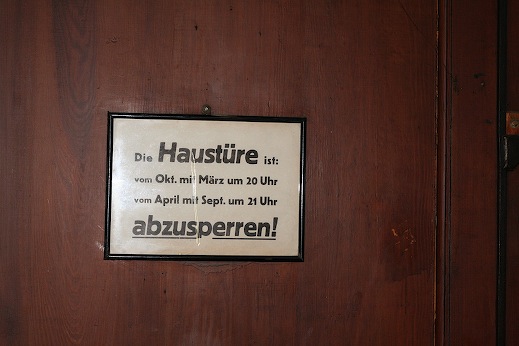 Die Haustüre ist:
vom Okt. mit März um 20 Uhr
vom April mit Sept. um 21 Uhr
abzusperren!